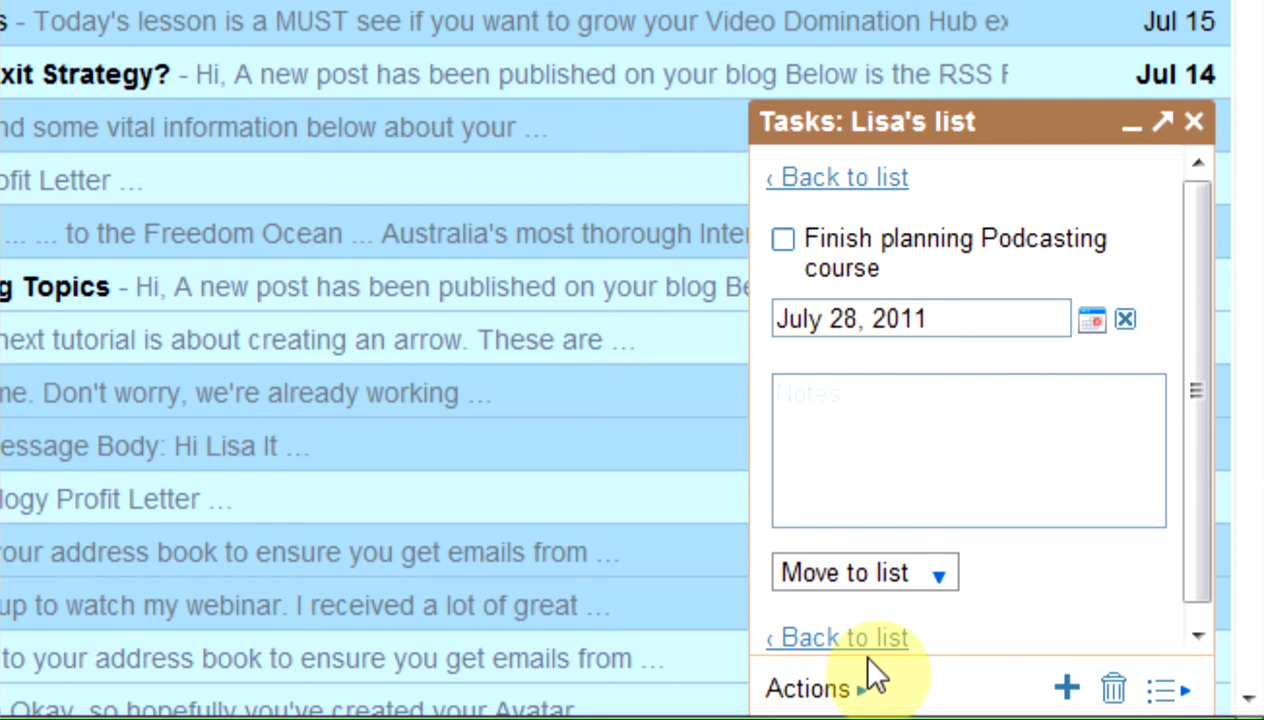 s - Today's lesson is a MUST see if you want to grow your Video Domination Hub ex Jul 15
xit Strategy? - Hi, A new post has been published on your blog Below is the RSS F Jul 14
nd some vital information below about your ...
ofit Letter ...
... ... to the Freedom Ocean ... Australia's most thorough Inter
g Topics - Hi, A new post has been published on your blog Be
next tutorial is about creating an arrow. These are ...
me. Don't worry, we're already working ...
essage Body: Hi Lisa It ...
logy Profit Letter ...
your address book to ensure you get emails from ...
up to watch my webinar. I received a lot of great ...
to your address book to ensure you get emails from ...
Okay, so hopefully you've created your Avatar
Tasks: Lisa's list
‹ Back to list
Finish planning Podcasting
course
July 28, 2011
Notes
Move to list
‹ Back to list
Actions